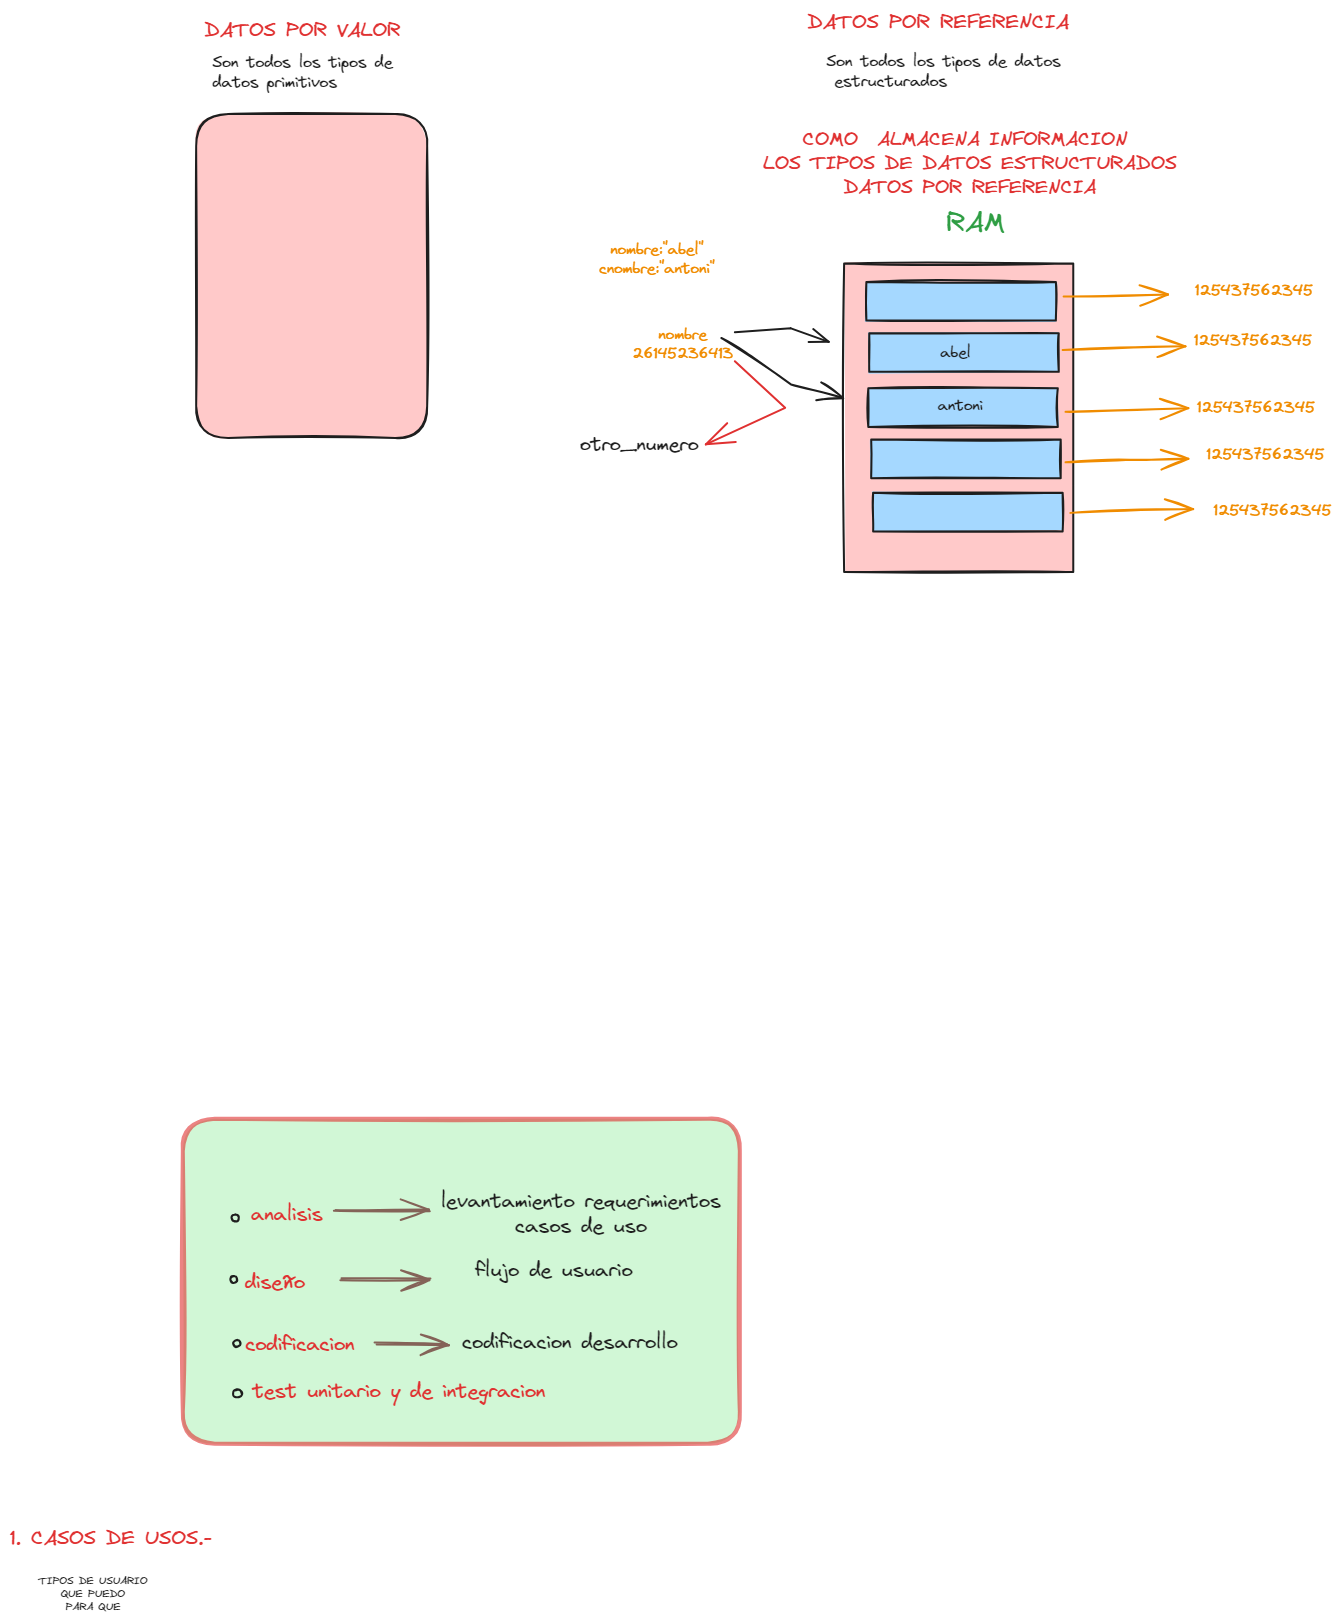 DATOS POR VALOR
Son todos los tipos de
datos primitivos
DATOS POR REFERENCIA
Son todos los tipos de datos
estructurados
COMO ALMACENA INFORMACION
LOS TIPOS DE DATOS ESTRUCTURADOS
DATOS POR REFERENCIA
RAM
nombre:"abel"
cnombre:"antoni"
nombre
26145236413
otro_numero
abel
antoni
125437562345
125437562345
125437562345
125437562345
125437562345
analisis
levantamiento requerimientos
casos de uso
diseño
flujo de usuario
codificacion
codificacion desarrollo
test unitario y de integracion
1. CASOS DE USOS.-
TIPOS DE USUARIO
QUE PUEDO
PARA QUE